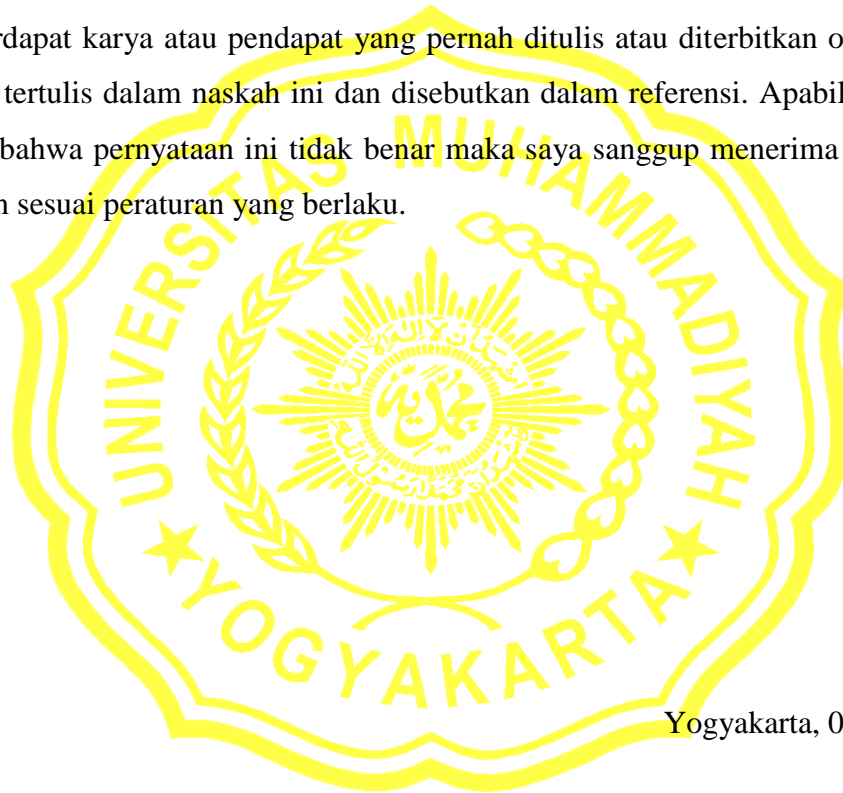 rdapat karya atau pendapat yang pernah ditulis atau diterbitkan o
tertulis dalam naskah ini dan disebutkan dalam referensi. Apabil
bahwa pernyataan ini tidak benar maka saya sanggup menerima
n sesuai peraturan yang berlaku.
UNIVERSITAS MUHAMMADIYAH
YOGYAKARTA
Yogyakarta, 0